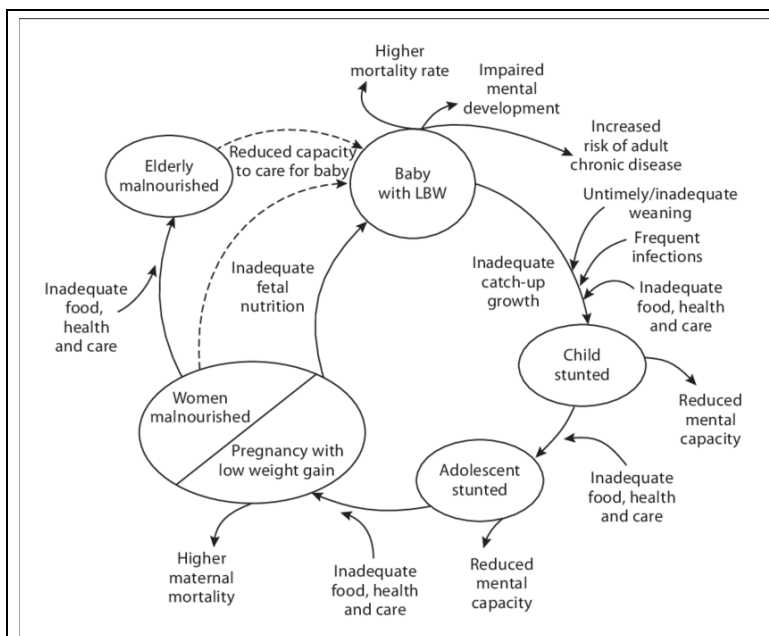 Higher
mortality rate
Impaired
mental
development
Increased
risk of adult
chronic disease
Elderly
malnourished
Reduced capacity
to care for baby
Baby
with LBW
Untimely/inadequate
weaning
Frequent
infections
Inadequate
food, health
and care
Inadequate
catch-up
growth
Inadequate
fetal
nutrition
Inadequate
food,
health
and care
Child
stunted
Reduced
mental
capacity
Women
malnourished
Pregnancy with
low weight gain
Adolescent
stunted
Inadequate
food, health
and care
Higher
maternal
mortality
Inadequate
food, health
and care
Reduced
mental
capacity